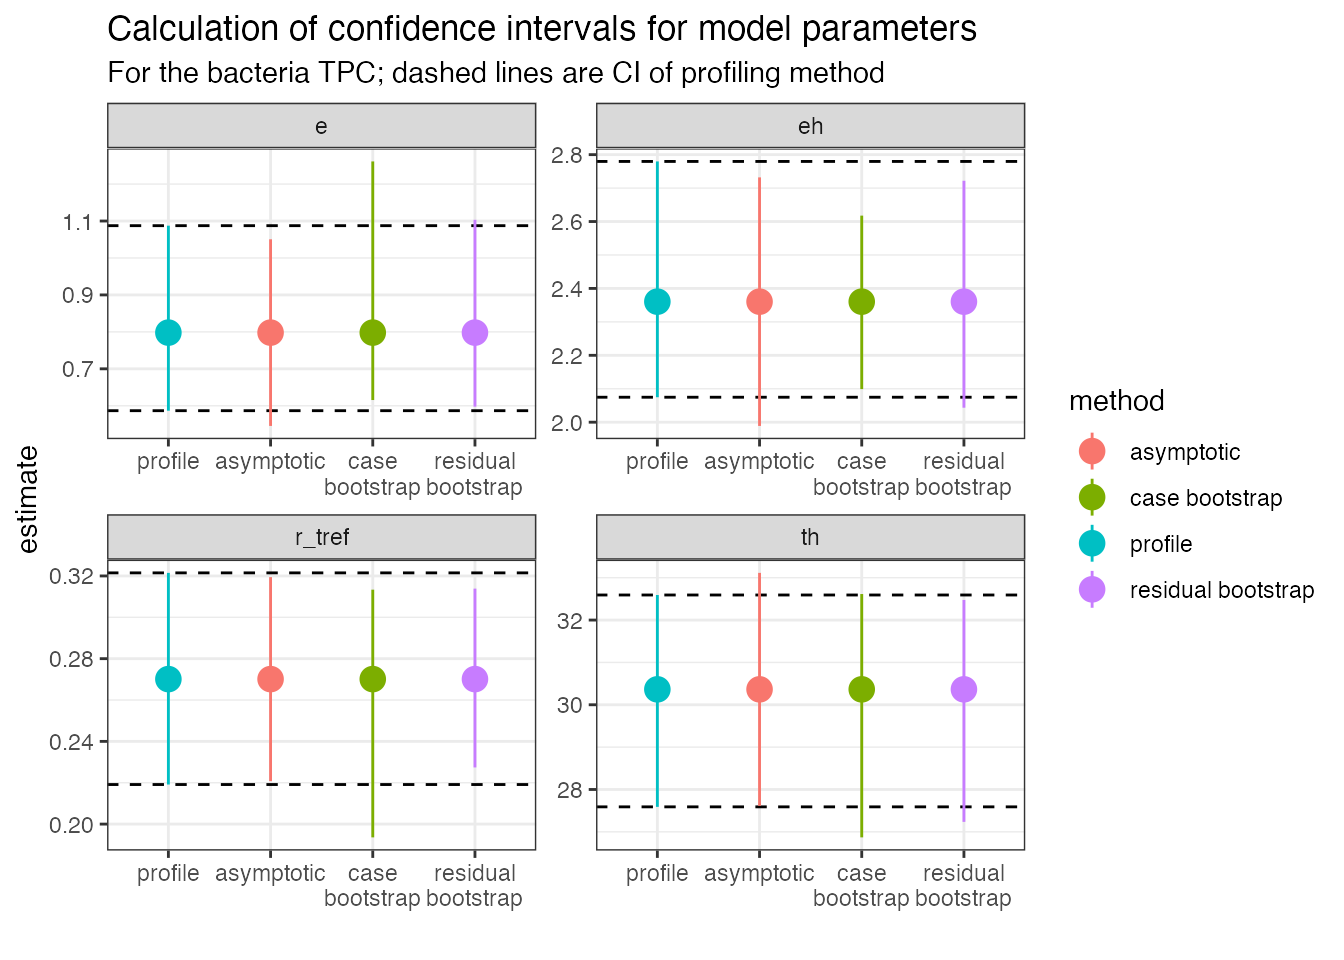 Calculation of confidence intervals for model parameters
For the bacteria TPC; dashed lines are CI of profiling method
estimate
e
1.1
0.9
0.7
profile asymptotic case bootstrap residual bootstrap
eh
2.8
2.6
2.4
2.2
2.0
profile asymptotic case bootstrap residual bootstrap
r_tref
0.32
0.28
0.24
0.20
profile asymptotic case bootstrap residual bootstrap
th
32
30
28
profile asymptotic case bootstrap residual bootstrap
method
asymptotic
case bootstrap
profile
residual bootstrap